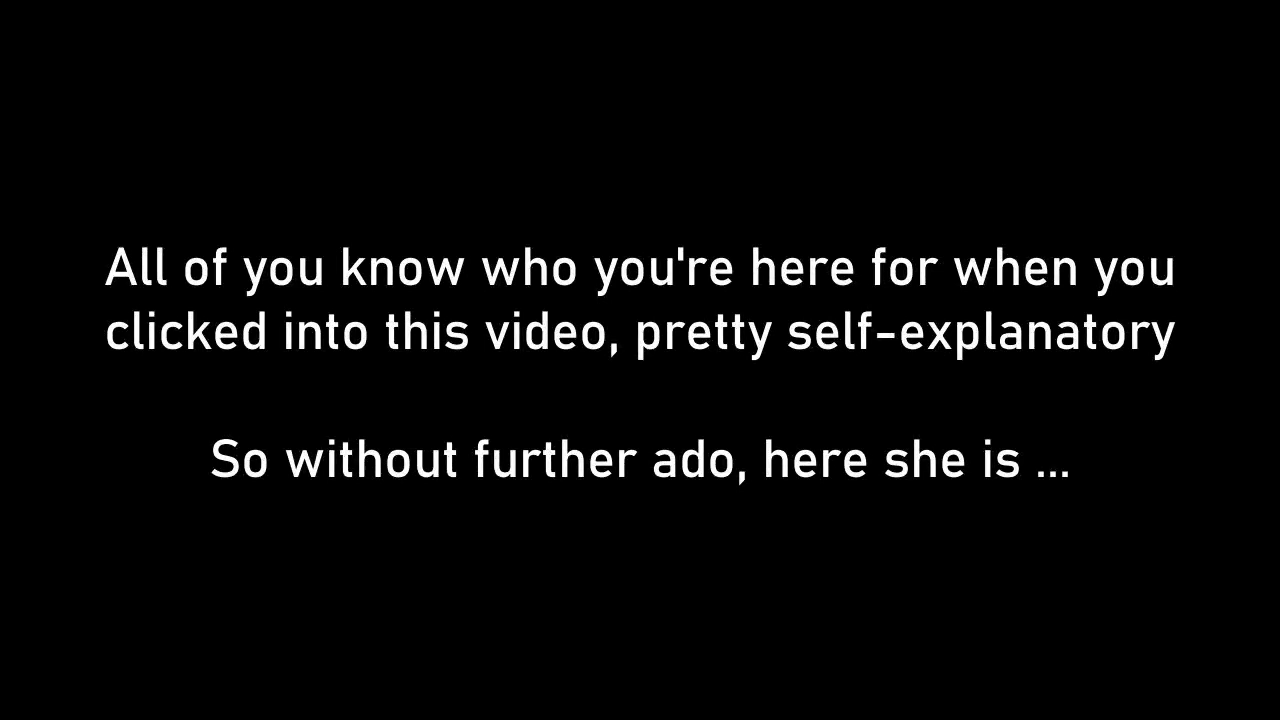 All of you know who you're here for when you
clicked into this video, pretty self-explanatory
So without further ado, here she is ...